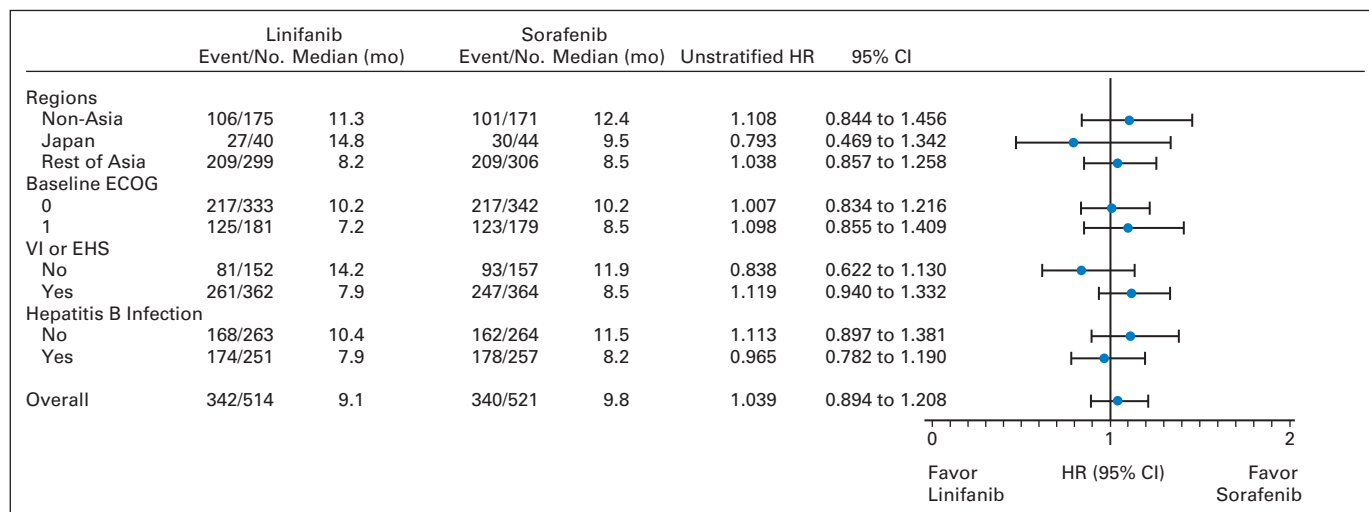 Linifanib Sorafenib
Event/No. Median (mo) Event/No. Median (mo) Unstratified HR 95% CI
Regions
Non-Asia 106/175 11.3 101/171 12.4 1.108 0.844 to 1.456
Japan 27/40 14.8 30/44 9.5 0.793 0.469 to 1.342
Rest of Asia 209/299 8.2 209/306 8.5 1.038 0.857 to 1.258
Baseline ECOG
0 217/333 10.2 217/342 10.2 1.007 0.834 to 1.216
1 125/181 7.2 123/179 8.5 1.098 0.855 to 1.409
VI or EHS
No 81/152 14.2 93/157 11.9 0.838 0.622 to 1.130
Yes 261/362 7.9 247/364 8.5 1.119 0.940 to 1.332
Hepatitis B Infection
No 168/263 10.4 162/264 11.5 1.113 0.897 to 1.381
Yes 174/251 7.9 178/257 8.2 0.965 0.782 to 1.190
Overall 342/514 9.1 340/521 9.8 1.039 0.894 to 1.208
0 1 2
Favor HR (95% CI) Favor
Linifanib Sorafenib